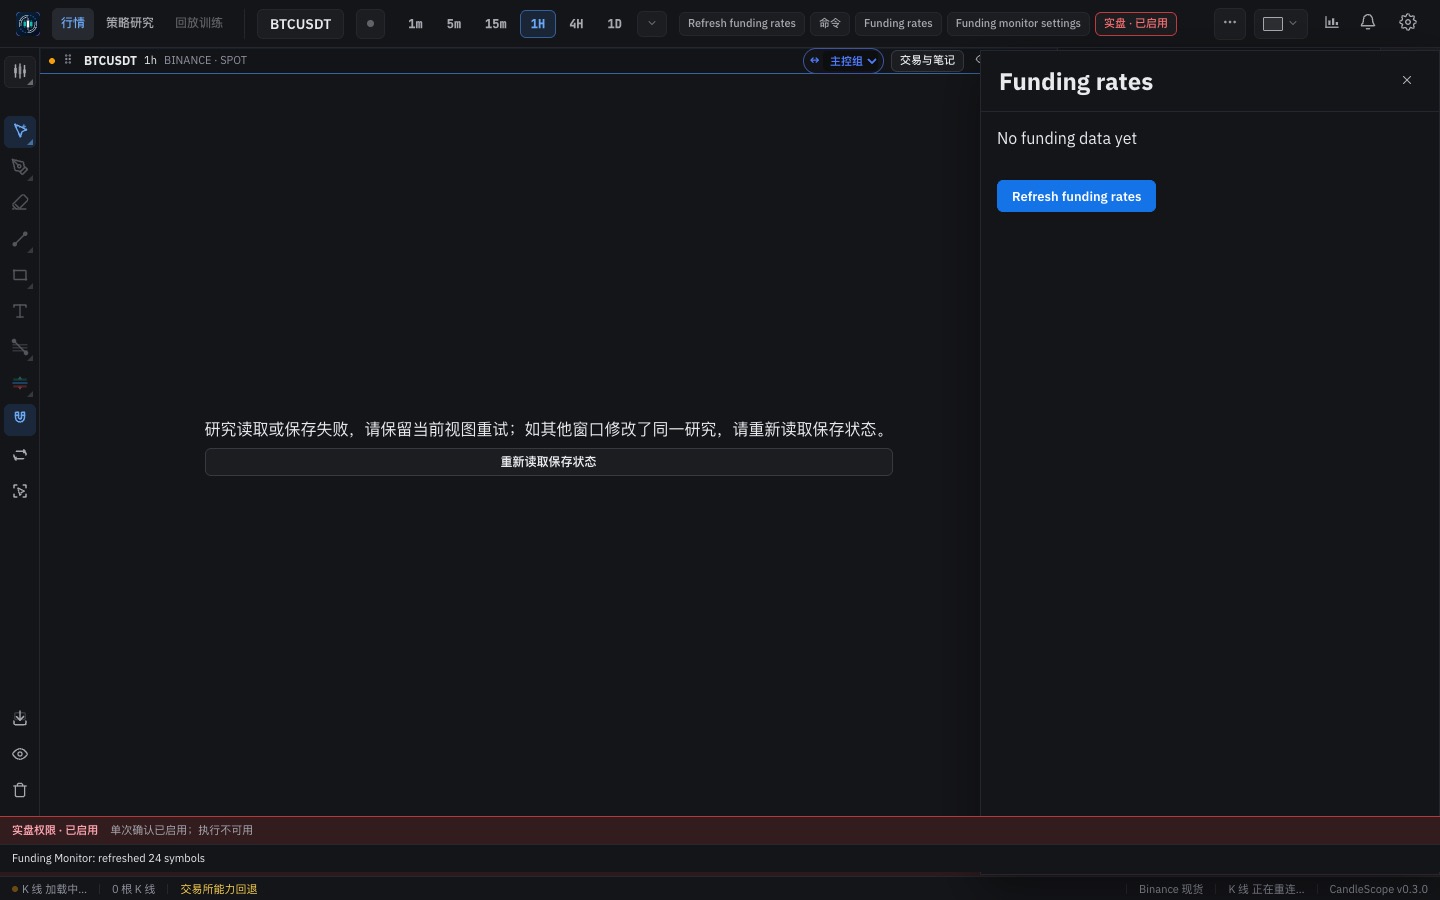 行情 策略研究 回放训练 BTCUSDT 1m 5m 15m 1H 4H 1D Refresh funding rates 命令 Funding rates Funding monitor settings 实盘 · 已启用
BTCUSDT 1h BINANCE · SPOT 主控组 交易与笔记
Funding rates
No funding data yet
Refresh funding rates
研究读取或保存失败，请保留当前视图重试；如其他窗口修改了同一研究，请重新读取保存状态。
重新读取保存状态
实盘权限 · 已启用 单次确认已启用；执行不可用
Funding Monitor: refreshed 24 symbols
K 线 加载中... 0 根 K 线 交易所能力回退 Binance 现货 K 线 正在重连... CandleScope v0.3.0